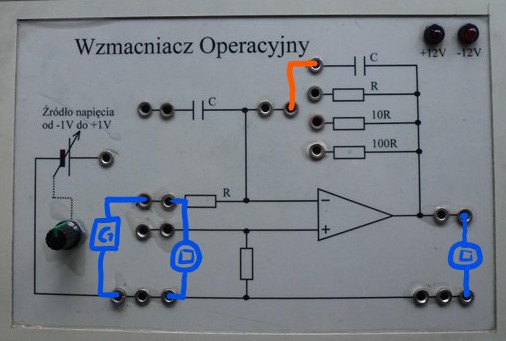 Wzmacniacz Operacyjny
+12V
-12V
C
C
R
10R
100R
Źródło napięcia
od -1V do +1V
R
−
+
G
O
O